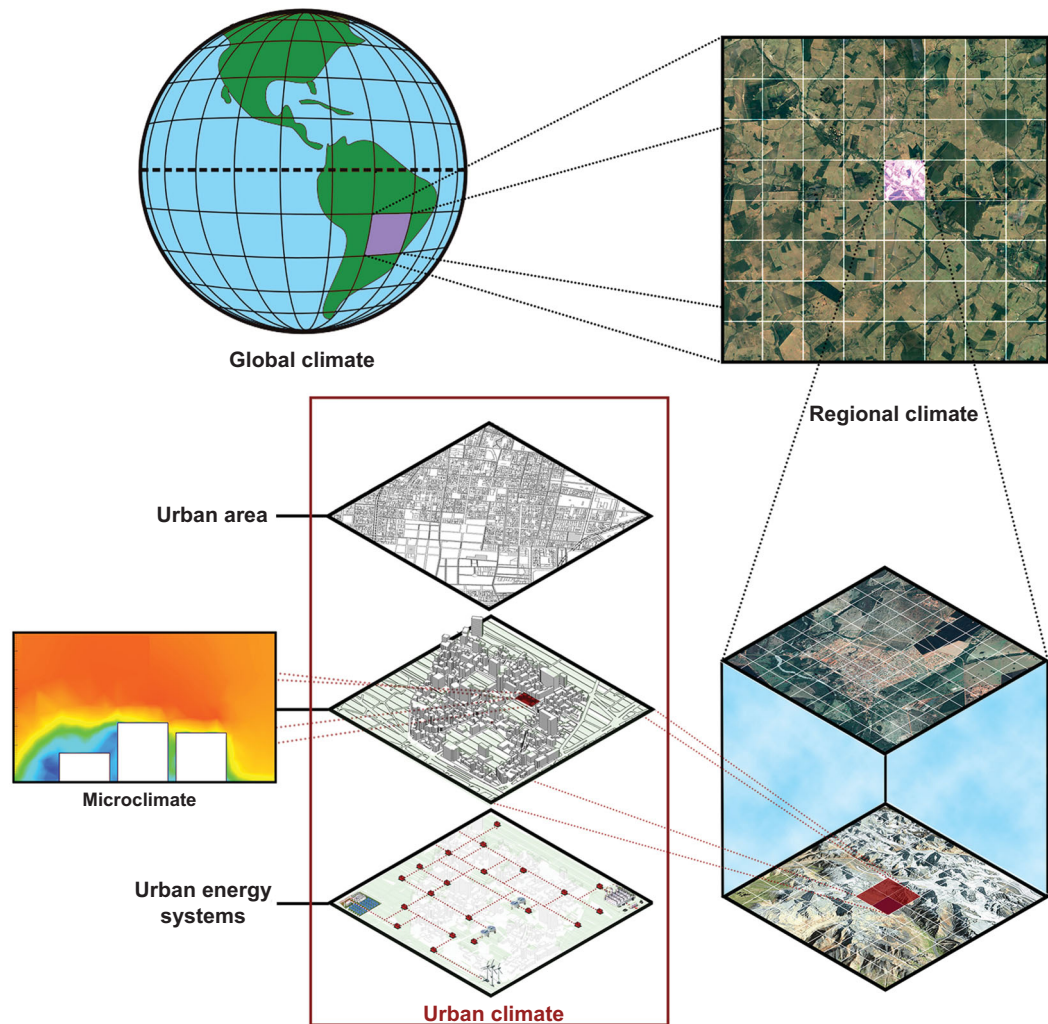 Global climate
Regional climate
Urban area
Microclimate
Urban energy
systems
Urban climate